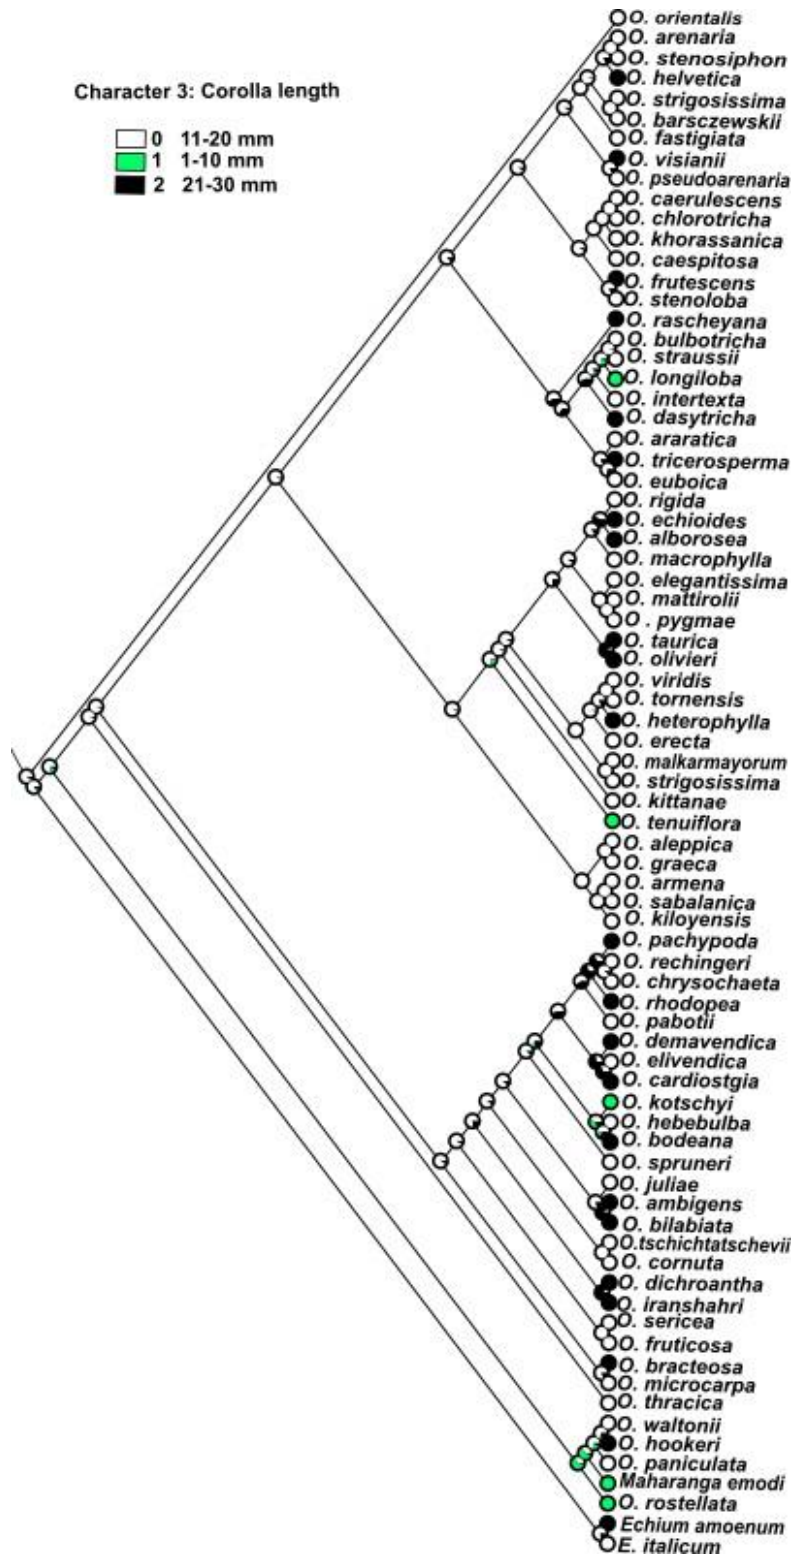 Character 3: Corolla length
0 11-20 mm
1 1-10 mm
2 21-30 mm
O. orientalis
O. arenaria
O. stenosiphon
O. helvetica
O. strigosissima
O. barsczewskii
O. fastigiata
O. visianii
O. pseudoarenaria
O. caerulescens
O. chlorotricha
O. khorassanica
O. caespitosa
O. frutescens
O. stenoloba
O. rascheyana
O. bulbotricha
O. straussii
O. longiloba
O. intertexta
O. dasytricha
O. araratica
O. tricerosperma
O. euboica
O. rigida
O. echioides
O. alborosea
O. macrophylla
O. elegantissima
O. mattirolii
O . pygmae
O. taurica
O. olivieri
O. viridis
O. tornensis
O. heterophylla
O. erecta
O. malkarmayorum
O. strigosissima
O. kittanae
O. tenuiflora
O. aleppica
O. graeca
O. armena
O. sabalanica
O. kiloyensis
O. pachypoda
O. rechingeri
O. chrysochaeta
O. rhodopea
O. pabotii
O. demavendica
O. elivendica
O. cardiostgia
O. kotschyi
O. hebebulba
O. bodeana
O. spruneri
O. juliae
O. ambigens
O. bilabiata
O.tschichtatschevii
O. cornuta
O. dichroantha
O. iranshahri
O. sericea
O. fruticosa
O. bracteosa
O. microcarpa
O. thracica
O. waltonii
O. hookeri
O. paniculata
Maharanga emodi
O. rostellata
Echium amoenum
E. italicum